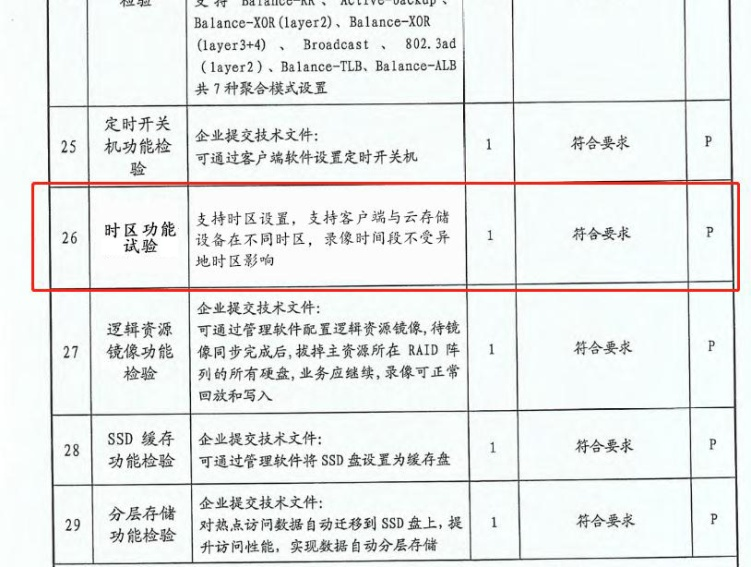 检验
支持 Balance-RR、Active-backup、
Balance-XOR(layer2)、Balance-XOR
(layer3+4)、Broadcast、802.3ad
(layer2)、Balance-TLB、Balance-ALB
共7种聚合模式设置
25
定时开关
机功能检
验
企业提交技术文件:
可通过客户端软件设置定时开关机
1
符合要求
P
26
时区功能
试验
支持时区设置,支持客户端与云存储
设备在不同时区,录像时间段不受异
地时区影响
1
符合要求
P
27
逻辑资源
镜像功能
检验
企业提交技术文件:
可通过管理软件配置逻辑资源镜像,待镜
像同步完成后,拔掉主资源所在 RAID 阵
列的所有硬盘,业务应继续,录像可正常
回放和写入
1
符合要求
P
28
SSD 缓存
功能检验
企业提交技术文件:
可通过管理软件将SSD盘设置为缓存盘
1
符合要求
P
29
分层存储
功能检验
企业提交技术文件:
对热点访问数据自动迁移到SSD盘上,提
升访问性能,实现数据自动分层存储
1
符合要求
P